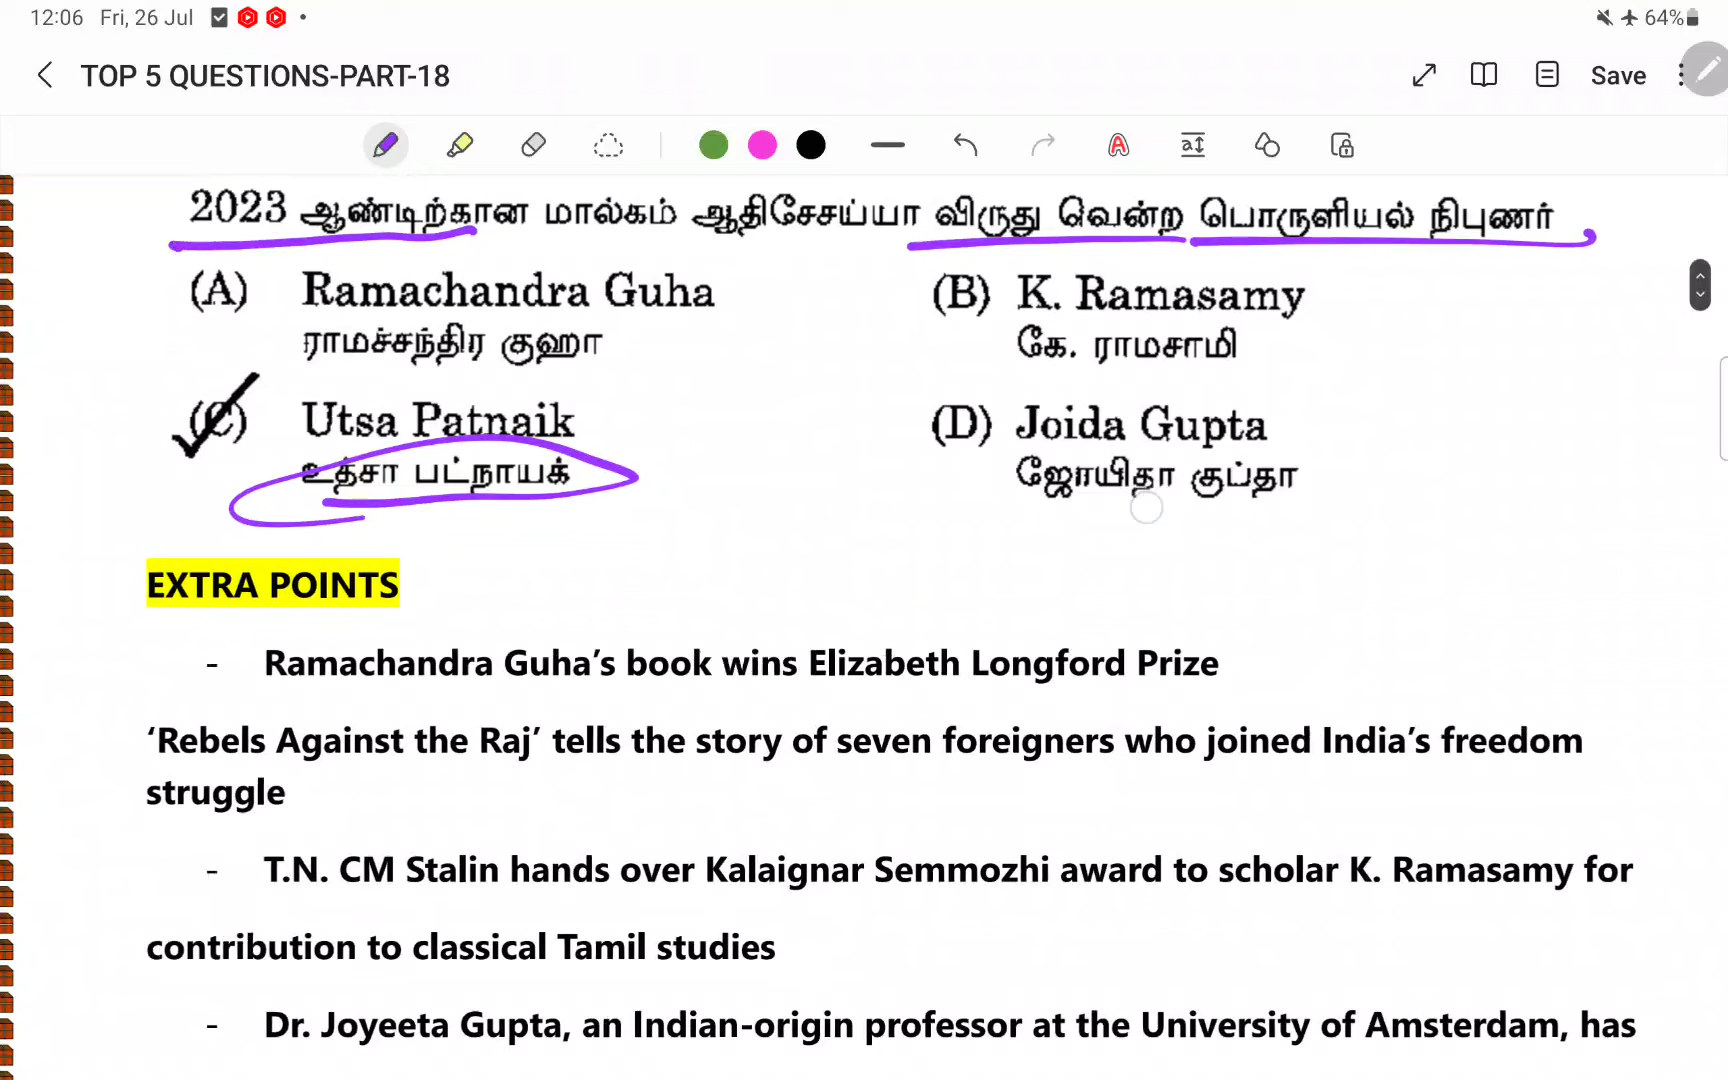 12:06 Fri, 26 Jul 64%
TOP 5 QUESTIONS-PART-18 Save
2023 ஆண்டிற்கான மால்கம் ஆதிசேசய்யா விருது வென்ற பொருளியல் நிபுணர்
(A) Ramachandra Guha (B) K. Ramasamy
ராமச்சந்திர குஹா கே. ராமசாமி
(C) Utsa Patnaik (D) Joida Gupta
உத்சா பட்நாயக் ஜோயிதா குப்தா
EXTRA POINTS
- Ramachandra Guha’s book wins Elizabeth Longford Prize
‘Rebels Against the Raj’ tells the story of seven foreigners who joined India’s freedom
struggle
- T.N. CM Stalin hands over Kalaignar Semmozhi award to scholar K. Ramasamy for
contribution to classical Tamil studies
- Dr. Joyeeta Gupta, an Indian-origin professor at the University of Amsterdam, has